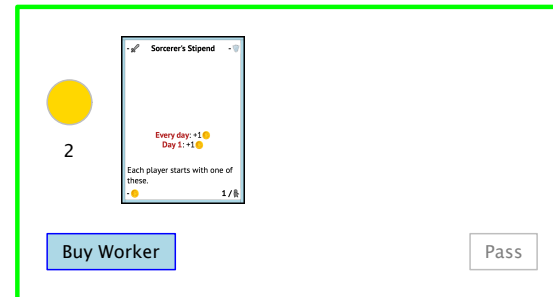 - Sorcerer's Stipend -
Every day: +1
Day 1: +1
Each player starts with one of
these.
- 1 /
2
Buy Worker
Pass